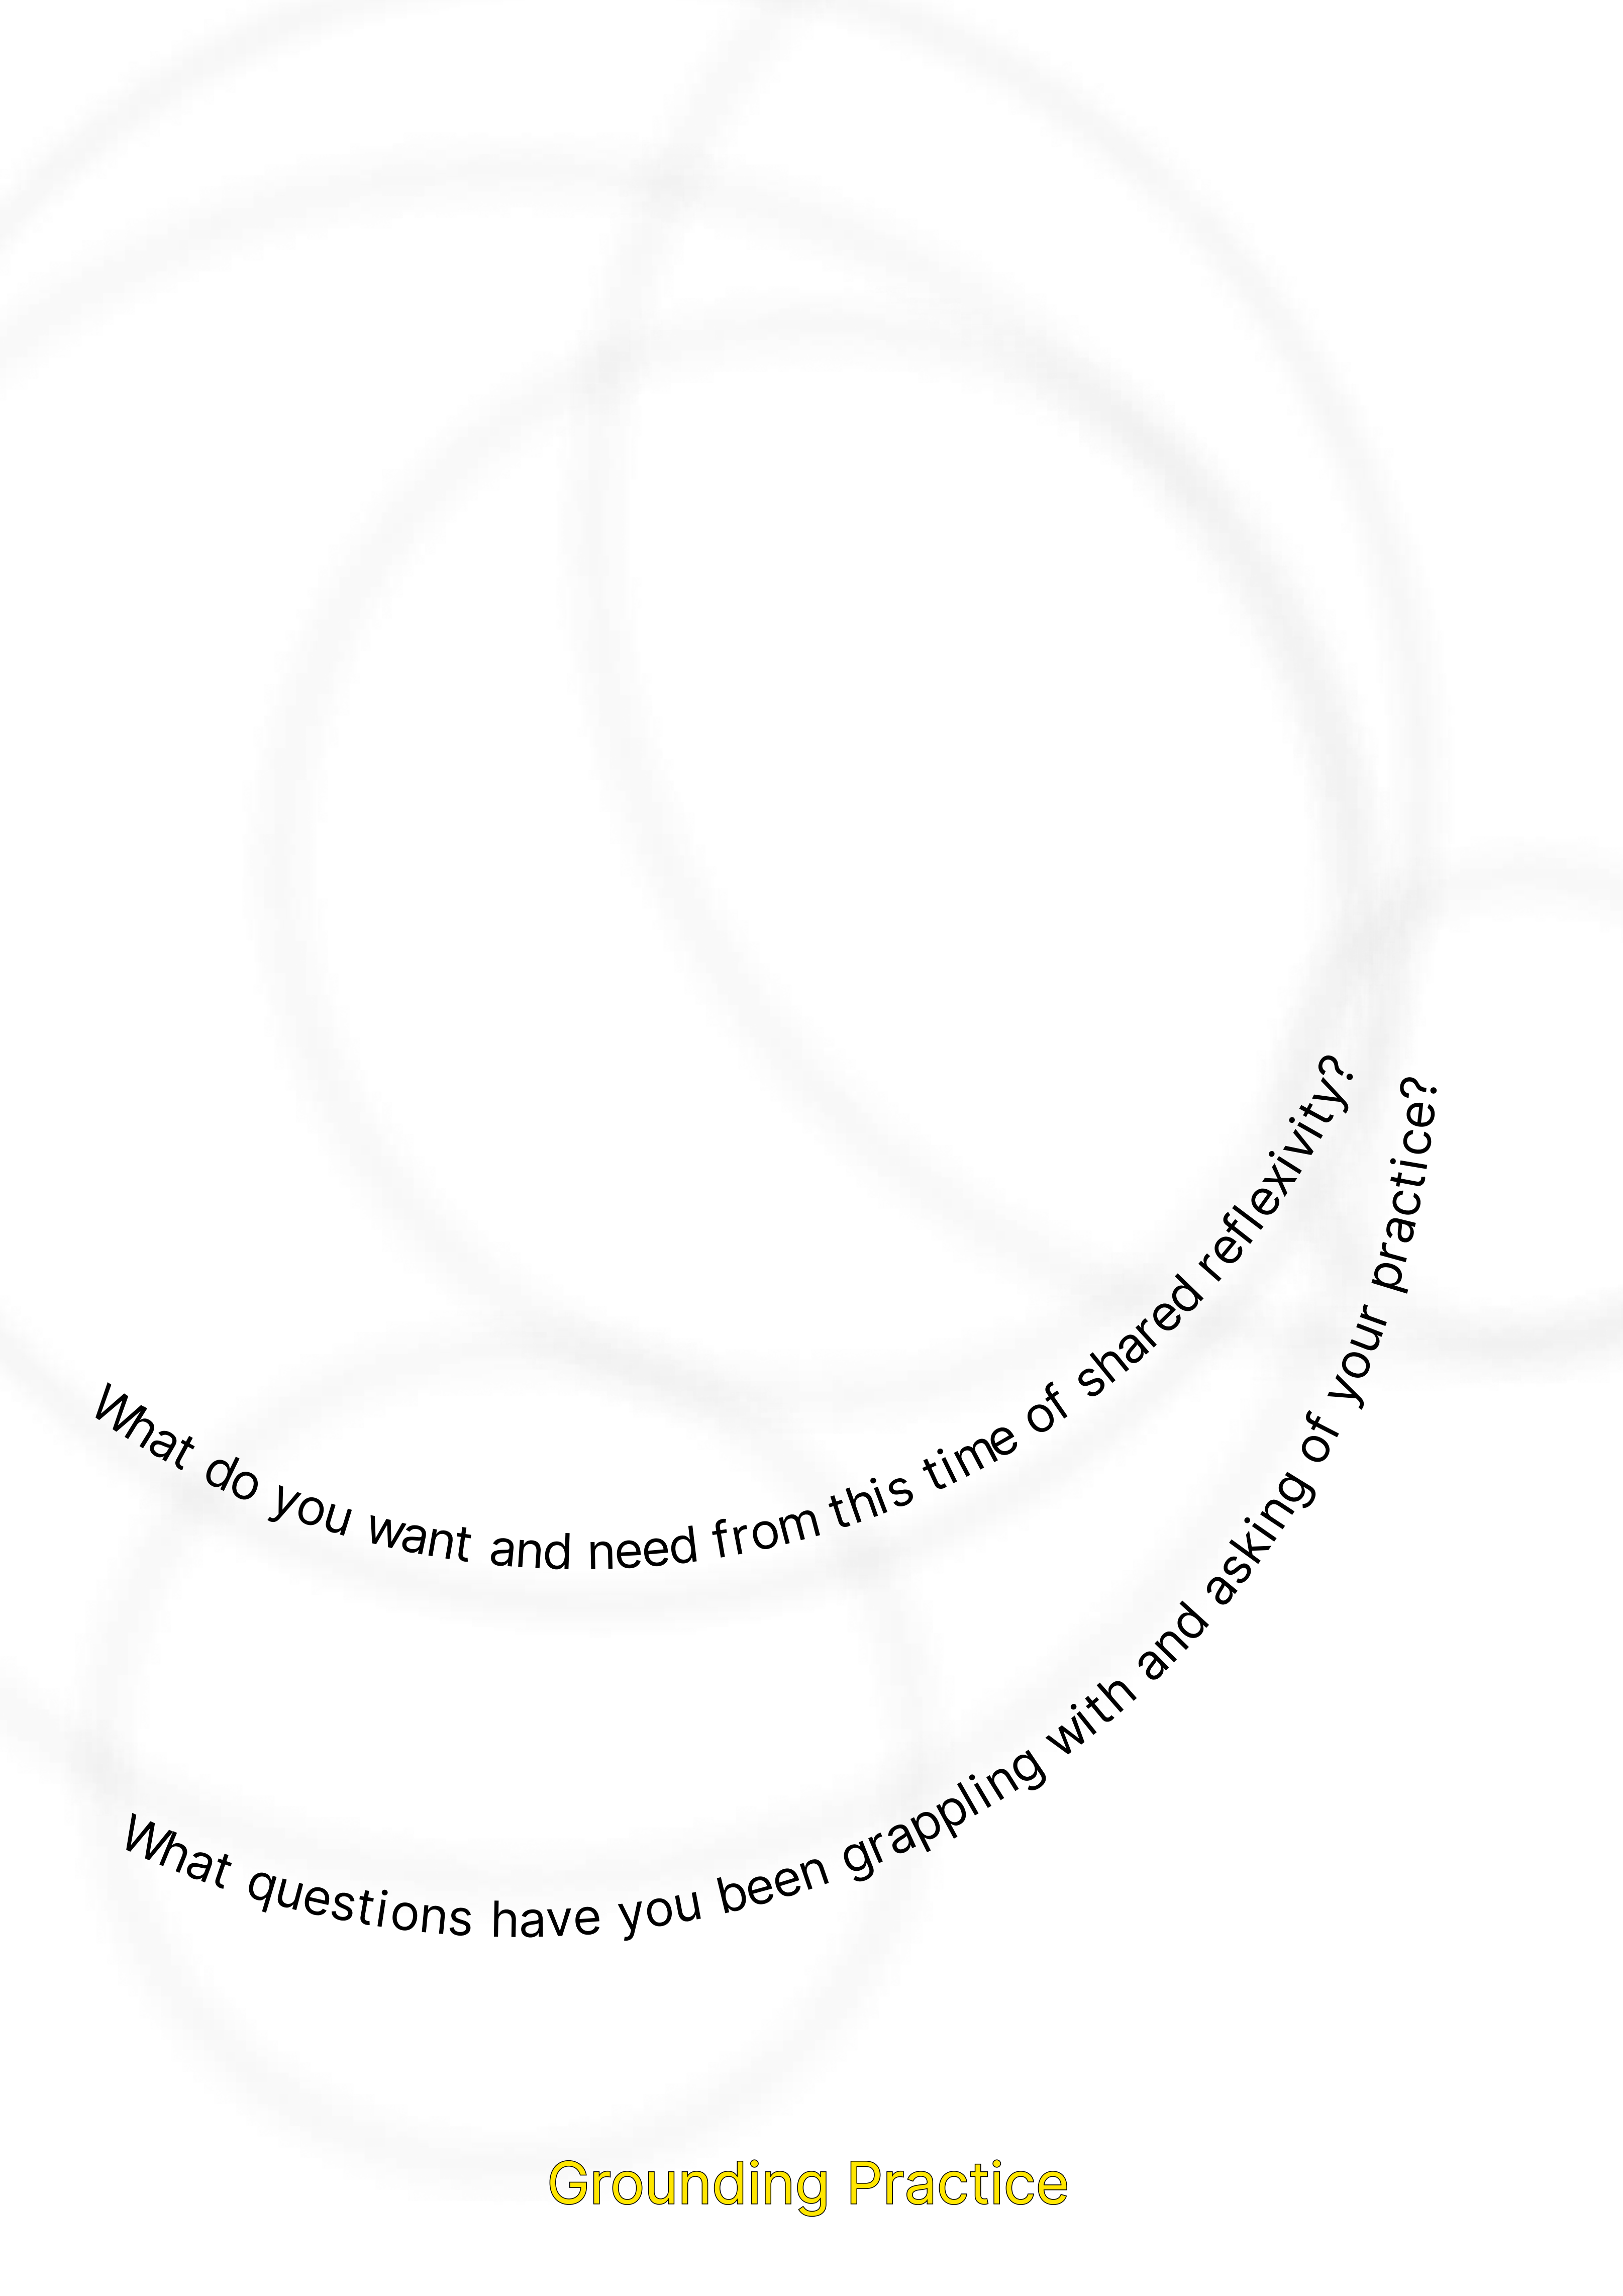 What do you want and need from this time of shared reflexivity?
What questions have you been grappling with and asking of your practice?
Grounding Practice